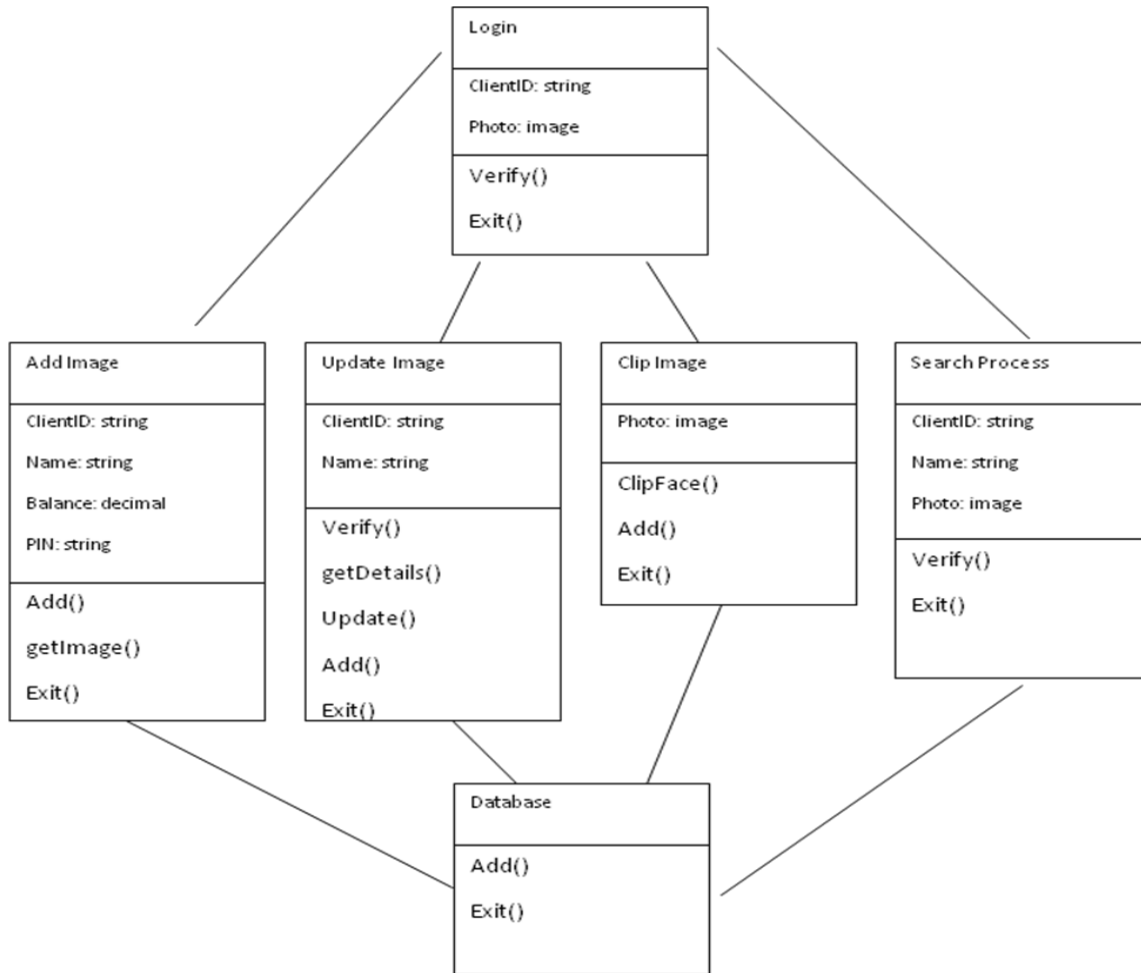 Login
ClientID: string
Photo: image
Verify()
Exit()
Add Image
ClientID: string
Name: string
Balance: decimal
PIN: string
Add()
getImage()
Exit()
Update Image
ClientID: string
Name: string
Verify()
getDetails()
Update()
Add()
Exit()
Clip Image
Photo: image
ClipFace()
Add()
Exit()
Search Process
ClientID: string
Name: string
Photo: image
Verify()
Exit()
Database
Add()
Exit()